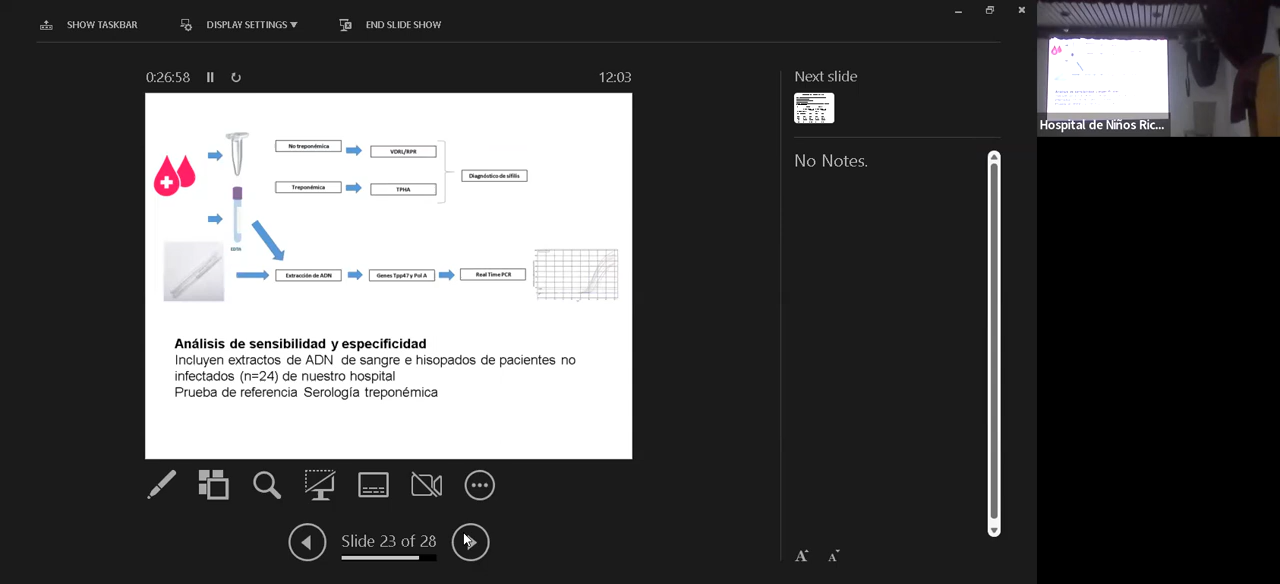 SHOW TASKBAR
DISPLAY SETTINGS ▼
END SLIDE SHOW
0:26:58
12:03
Next slide
No treponémica
VDRL/RPR
Diagnóstico de sífilis
Treponémica
TPHA
EDTA
Extracción de ADN
Genes Tpp47 y Pol A
Real Time PCR
Análisis de sensibilidad y especificidad
Incluyen extractos de ADN de sangre e hisopados de pacientes no
infectados (n=24) de nuestro hospital
Prueba de referencia Serología treponémica
Slide 23 of 28
No Notes.
A A
Hospital de Niños Ric...